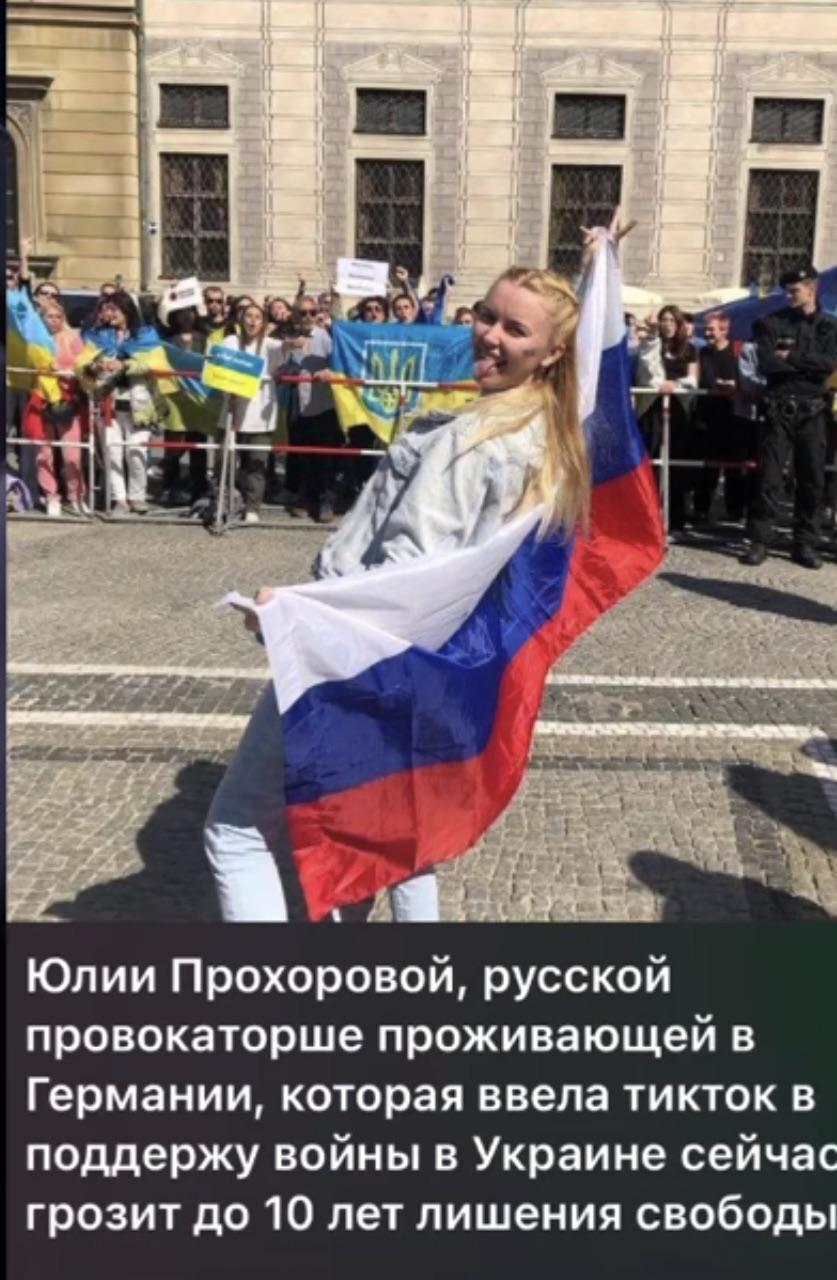 Юлии Прохоровой, русской
провокаторше проживающей в
Германии, которая ввела тикток в
поддержу войны в Украине сейчас
грозит до 10 лет лишения свободы